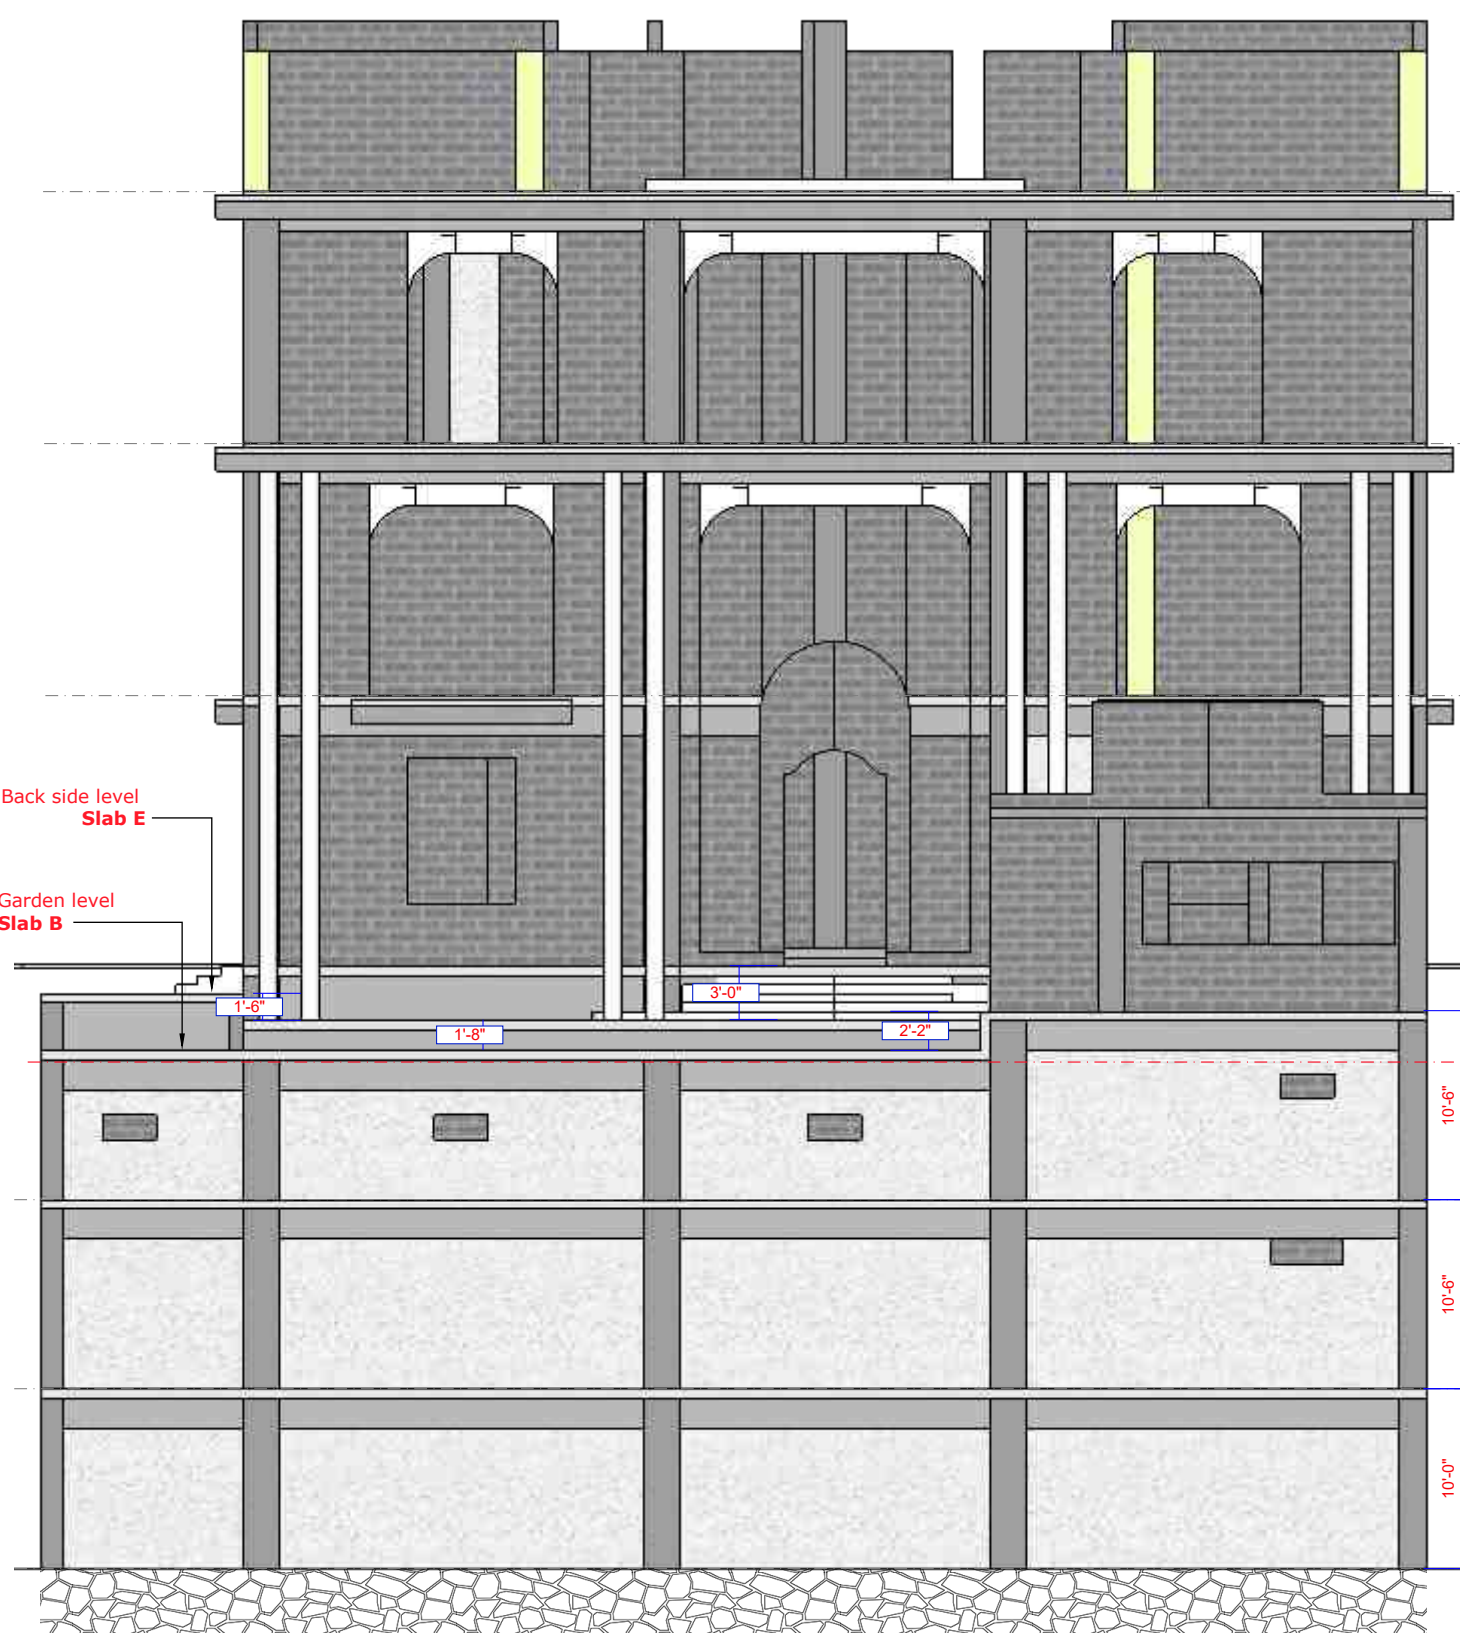 Back side level
Slab E
Garden level
Slab B
1'-6"
3'-0"
1'-8"
2'-2"
10'-6"
10'-6"
10'-0"